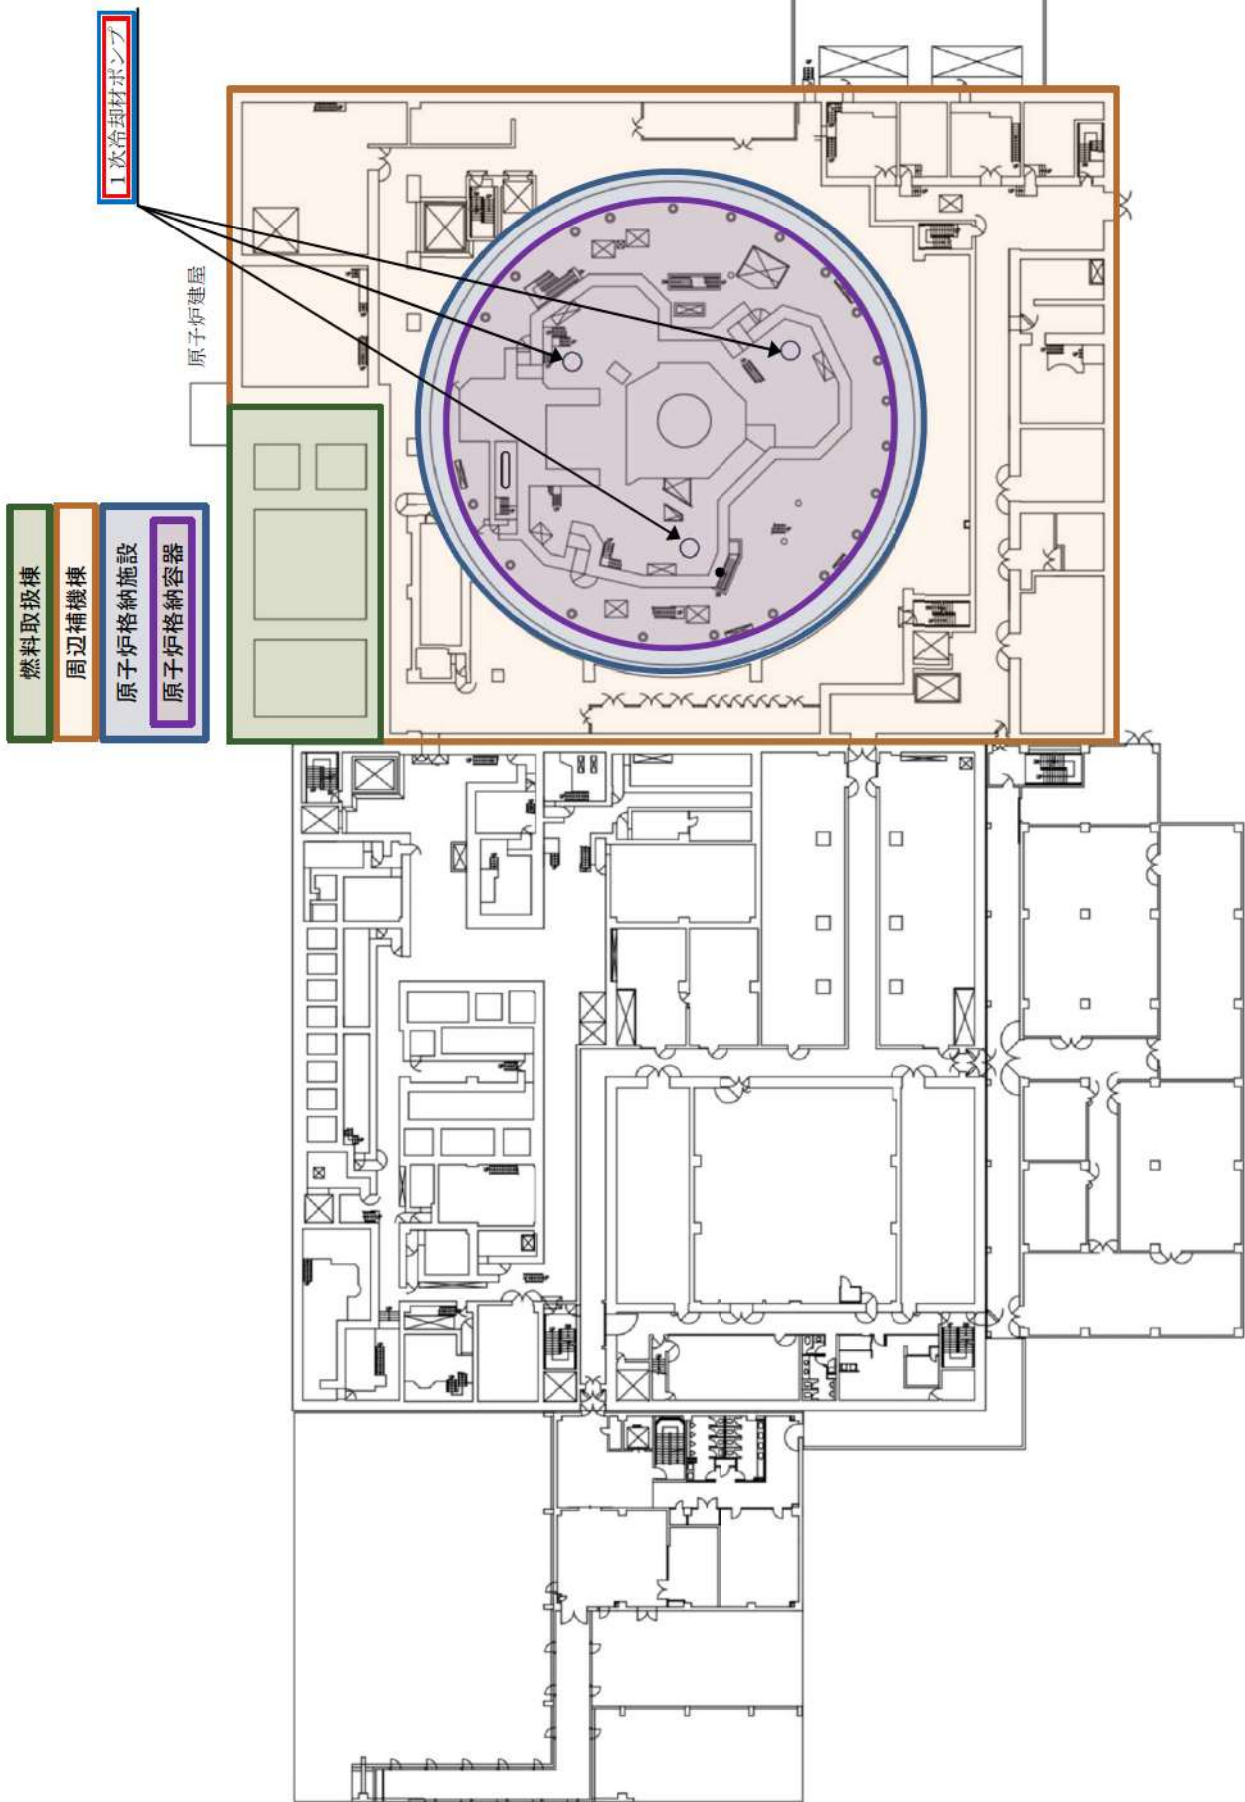 1次冷却材ポンプ
原子炉建屋
燃料取扱棟
周辺補機棟
原子炉格納施設
原子炉格納容器